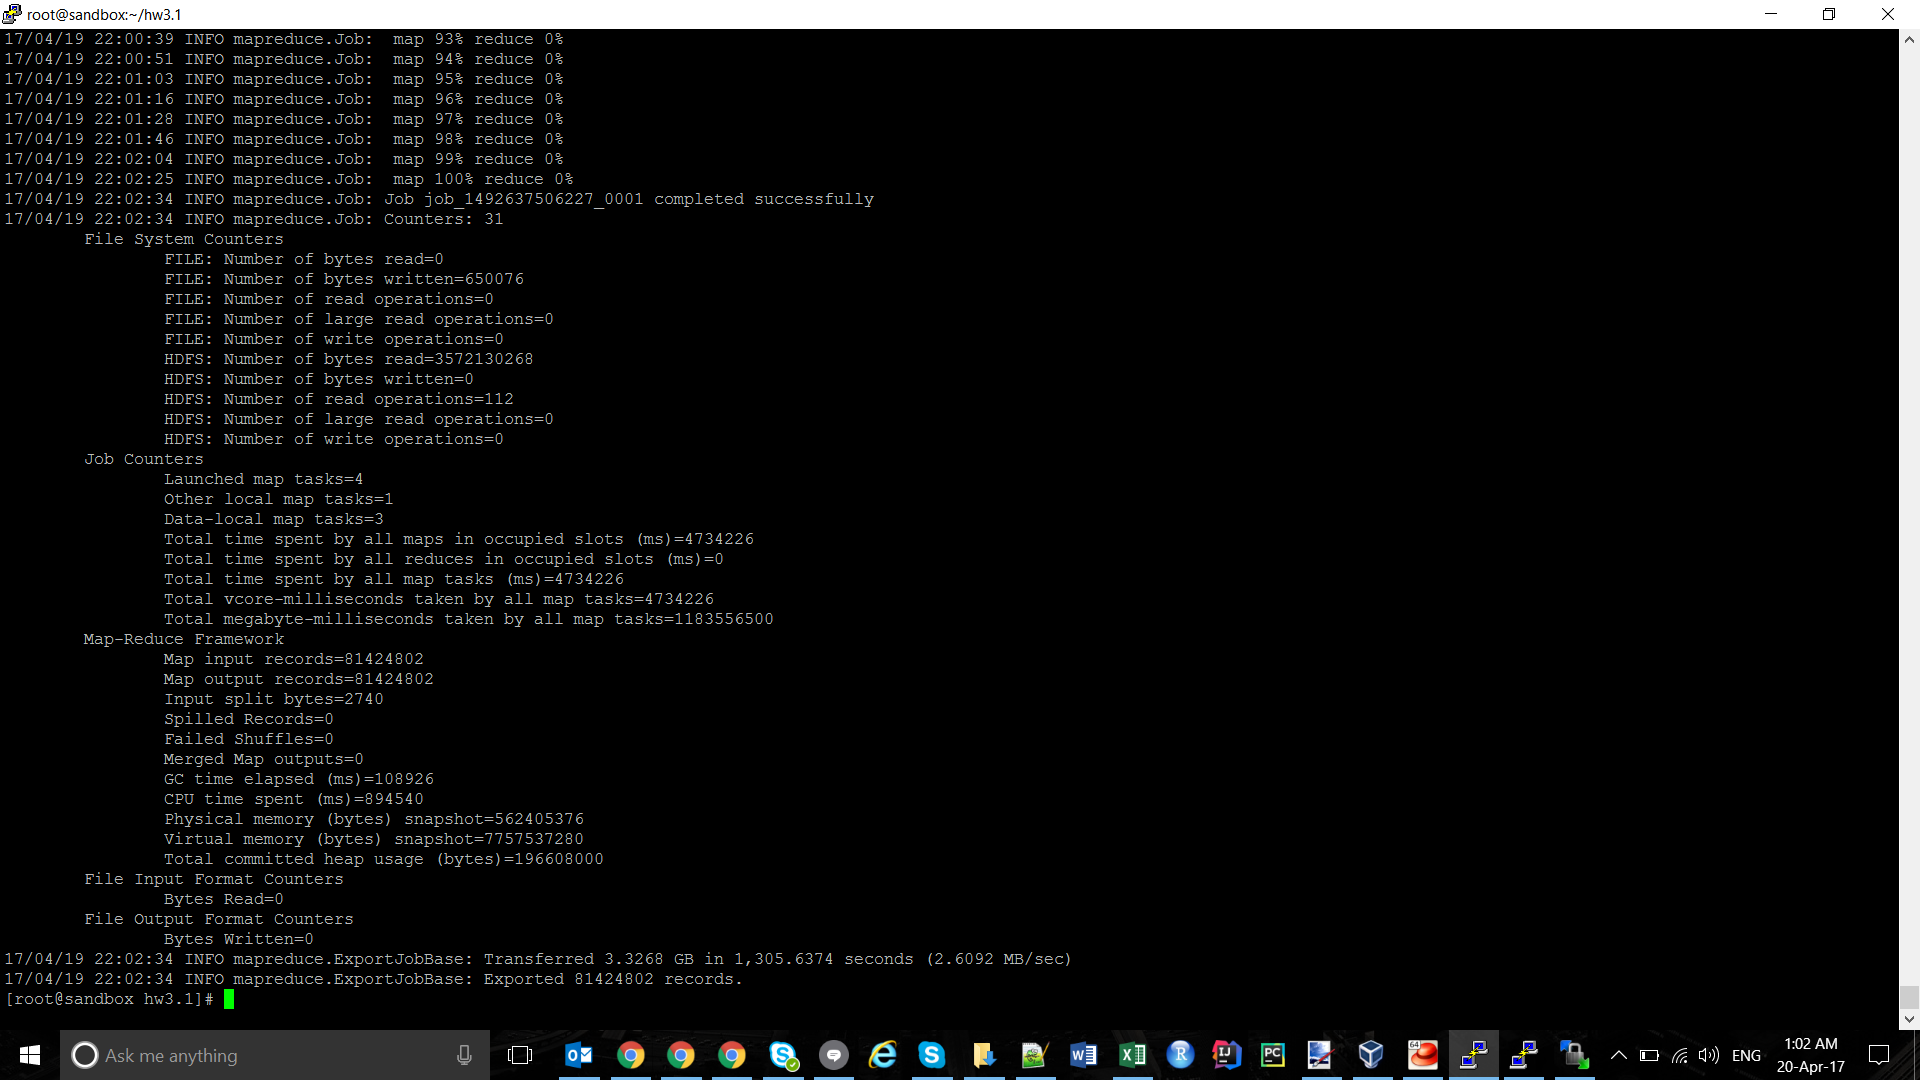 root@sandbox:~/hw3.1
17/04/19 22:00:39 INFO mapreduce.Job:  map 93% reduce 0%
17/04/19 22:00:51 INFO mapreduce.Job:  map 94% reduce 0%
17/04/19 22:01:03 INFO mapreduce.Job:  map 95% reduce 0%
17/04/19 22:01:16 INFO mapreduce.Job:  map 96% reduce 0%
17/04/19 22:01:28 INFO mapreduce.Job:  map 97% reduce 0%
17/04/19 22:01:46 INFO mapreduce.Job:  map 98% reduce 0%
17/04/19 22:02:04 INFO mapreduce.Job:  map 99% reduce 0%
17/04/19 22:02:25 INFO mapreduce.Job:  map 100% reduce 0%
17/04/19 22:02:34 INFO mapreduce.Job: Job job_1492637506227_0001 completed successfully
17/04/19 22:02:34 INFO mapreduce.Job: Counters: 31
File System Counters
FILE: Number of bytes read=0
FILE: Number of bytes written=650076
FILE: Number of read operations=0
FILE: Number of large read operations=0
FILE: Number of write operations=0
HDFS: Number of bytes read=3572130268
HDFS: Number of bytes written=0
HDFS: Number of read operations=112
HDFS: Number of large read operations=0
HDFS: Number of write operations=0
Job Counters
Launched map tasks=4
Other local map tasks=1
Data-local map tasks=3
Total time spent by all maps in occupied slots (ms)=4734226
Total time spent by all reduces in occupied slots (ms)=0
Total time spent by all map tasks (ms)=4734226
Total vcore-milliseconds taken by all map tasks=4734226
Total megabyte-milliseconds taken by all map tasks=1183556500
Map-Reduce Framework
Map input records=81424802
Map output records=81424802
Input split bytes=2740
Spilled Records=0
Failed Shuffles=0
Merged Map outputs=0
GC time elapsed (ms)=108926
CPU time spent (ms)=894540
Physical memory (bytes) snapshot=562405376
Virtual memory (bytes) snapshot=7757537280
Total committed heap usage (bytes)=196608000
File Input Format Counters
Bytes Read=0
File Output Format Counters
Bytes Written=0
17/04/19 22:02:34 INFO mapreduce.ExportJobBase: Transferred 3.3268 GB in 1,305.6374 seconds (2.6092 MB/sec)
17/04/19 22:02:34 INFO mapreduce.ExportJobBase: Exported 81424802 records.
[root@sandbox hw3.1]#
Ask me anything
ENG
1:02 AM
20-Apr-17